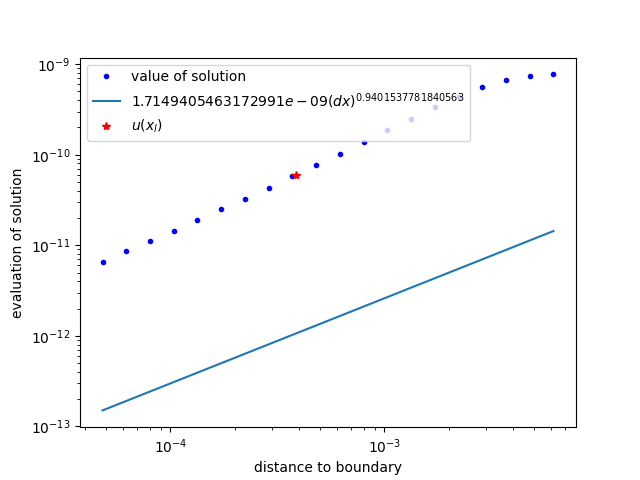 10⁻⁹
10⁻¹⁰
10⁻¹¹
10⁻¹²
10⁻¹³
evaluation of solution
value of solution
1.7149405463172991e − 09(dx)^0.9401537781840563
u(x_l)
10⁻⁴
10⁻³
distance to boundary